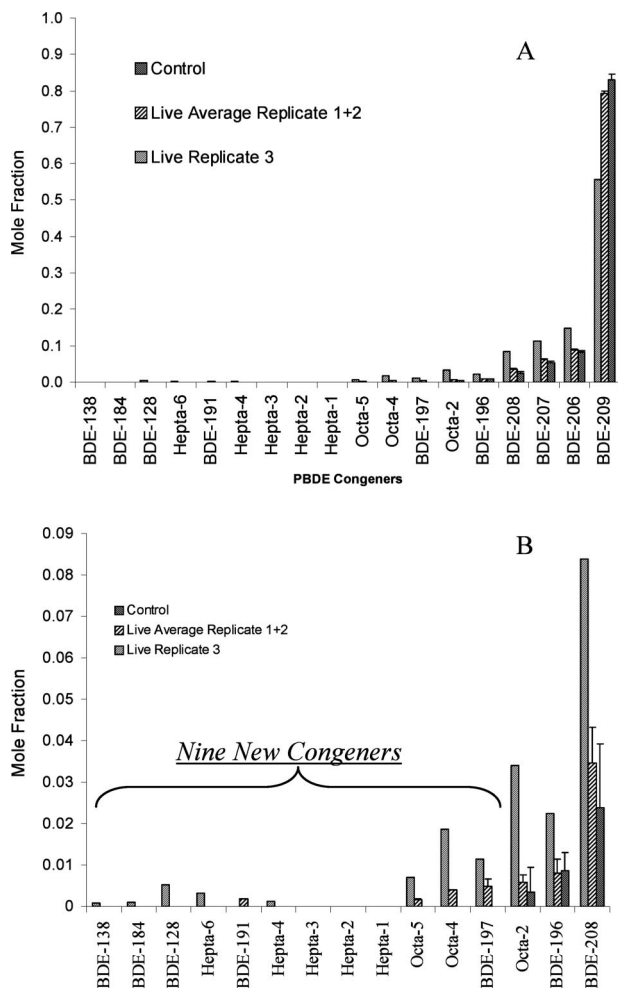 A
1.0
0.9
0.8
0.7
0.6
0.5
0.4
0.3
0.2
0.1
0.0
Mole Fraction
Control
Live Average Replicate 1+2
Live Replicate 3
BDE-138
BDE-184
BDE-128
Hepta-6
BDE-191
Hepta-4
Hepta-3
Hepta-2
Hepta-1
Octa-5
Octa-4
BDE-197
Octa-2
BDE-196
BDE-208
BDE-207
BDE-206
BDE-209
PBDE Congeners
B
0.09
0.08
0.07
0.06
0.05
0.04
0.03
0.02
0.01
0
Mole Fraction
Control
Live Average Replicate 1+2
Live Replicate 3
Nine New Congeners
BDE-138
BDE-184
BDE-128
Hepta-6
BDE-191
Hepta-4
Hepta-3
Hepta-2
Hepta-1
Octa-5
Octa-4
BDE-197
Octa-2
BDE-196
BDE-208